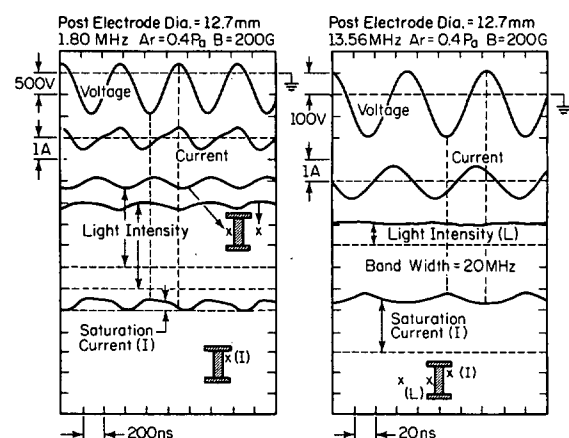 Post Electrode Dia. = 12.7mm
1.80 MHz Ar=0.4Pa B=200G
500V
Voltage
1A
Current
Light Intensity
x
x
Saturation
Current (I)
x(I)
200ns
Post Electrode Dia. = 12.7mm
13.56MHz Ar=0.4Pa B=200G
100V
Voltage
Current
1A
Light Intensity (L)
Band Width = 20MHz
Saturation
Current (I)
x x x (I)
(L)
20ns